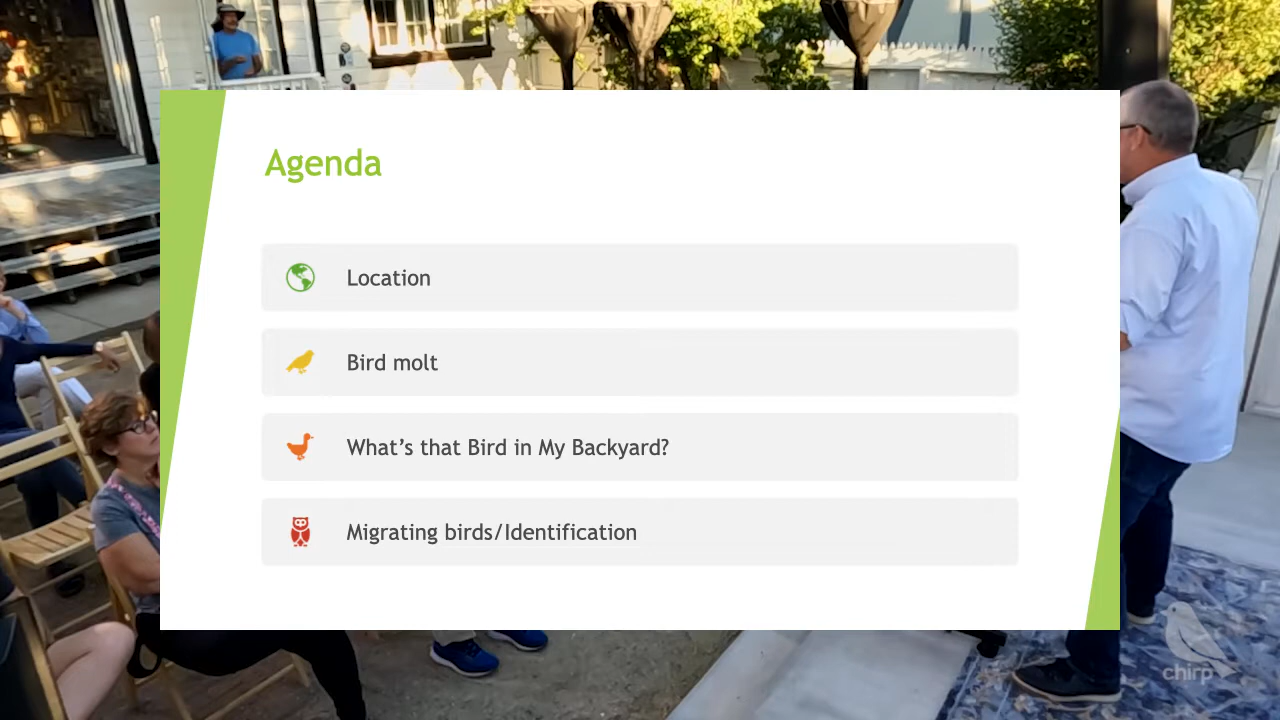 Agenda
Location
Bird molt
What's that Bird in My Backyard?
Migrating birds/Identification
chirp